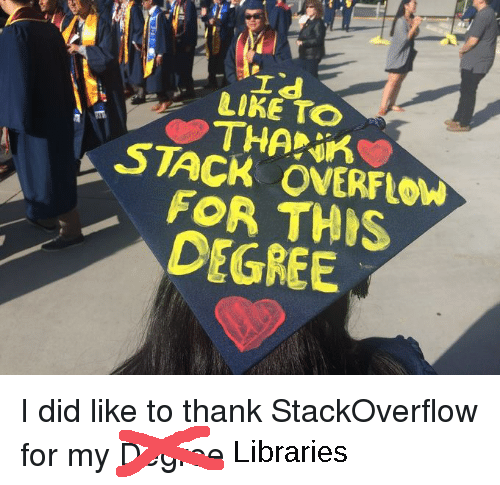 I'd
LIKE TO
THANK
STACK OVERFLOW
FOR THIS
DEGREE
I did like to thank StackOverflow
for my Degree Libraries